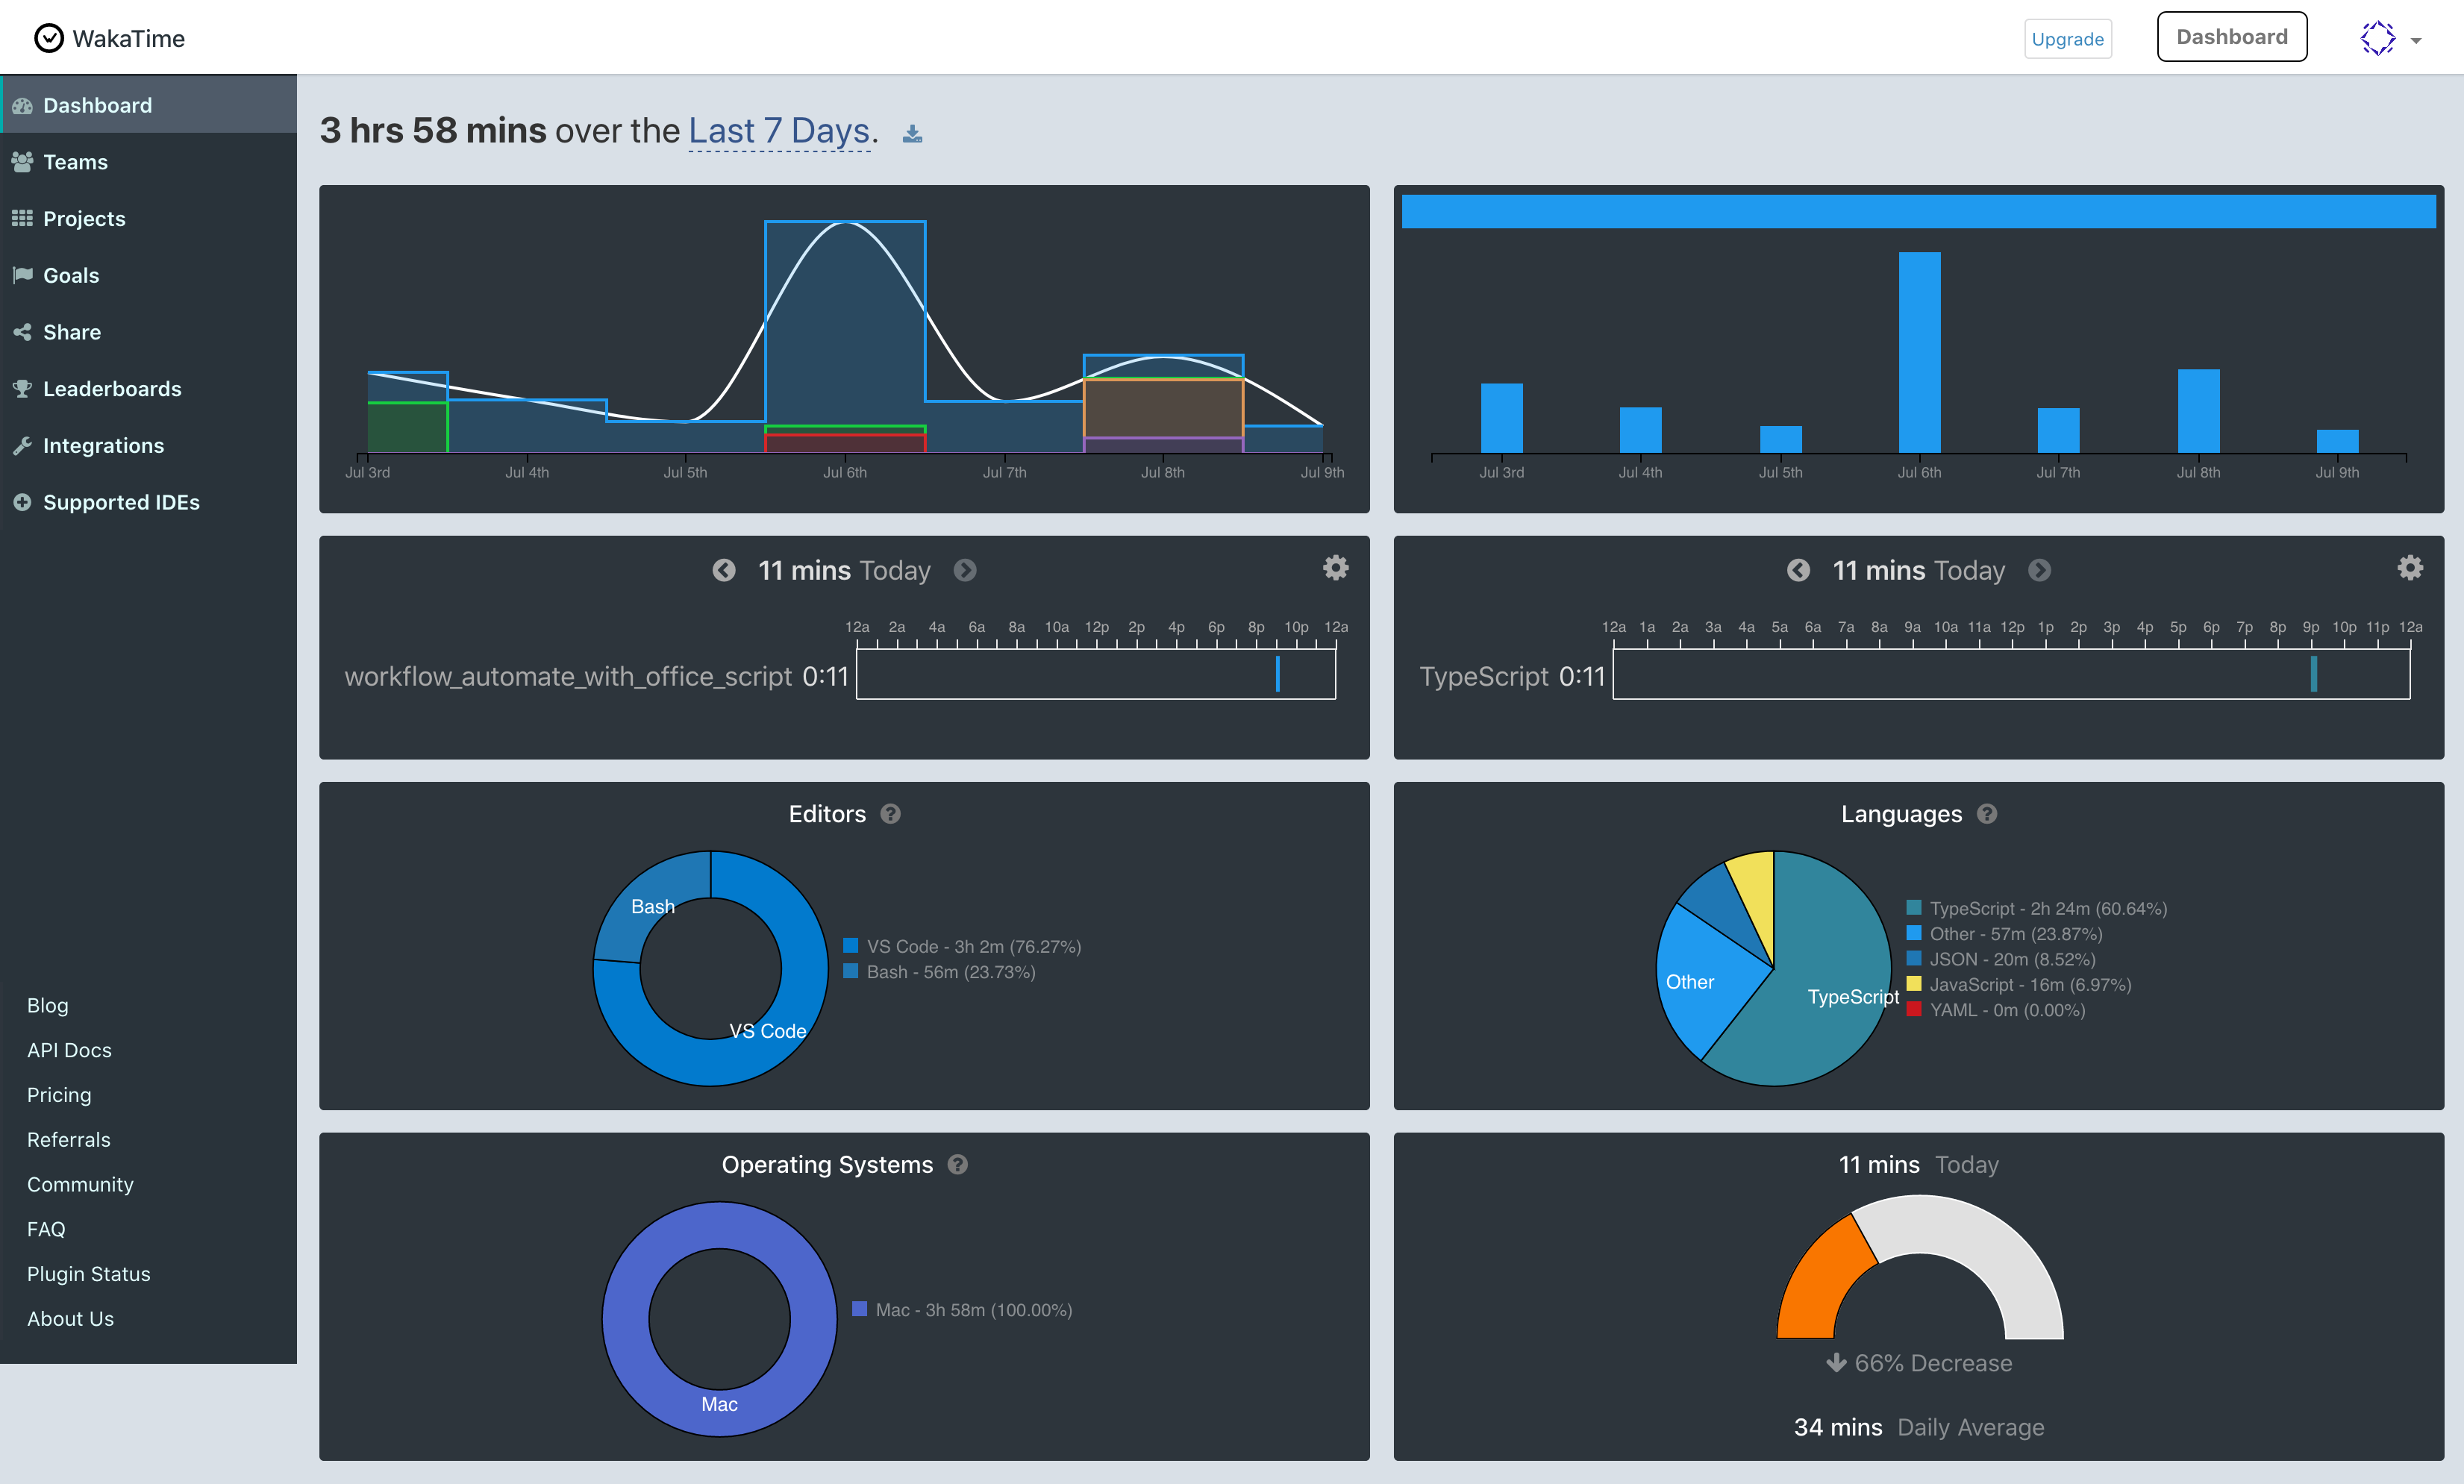 WakaTime
Upgrade
Dashboard
Dashboard
Teams
Projects
Goals
Share
Leaderboards
Integrations
Supported IDEs
Blog
API Docs
Pricing
Referrals
Community
FAQ
Plugin Status
About Us
3 hrs 58 mins over the Last 7 Days.
Jul 3rd Jul 4th Jul 5th Jul 6th Jul 7th Jul 8th Jul 9th
Jul 3rd Jul 4th Jul 5th Jul 6th Jul 7th Jul 8th Jul 9th
11 mins Today
12a 2a 4a 6a 8a 10a 12p 2p 4p 6p 8p 10p 12a
workflow_automate_with_office_script 0:11
11 mins Today
12a 1a 2a 3a 4a 5a 6a 7a 8a 9a 10a 11a 12p 1p 2p 3p 4p 5p 6p 7p 8p 9p 10p 11p 12a
TypeScript 0:11
Editors
Bash
VS Code
VS Code - 3h 2m (76.27%)
Bash - 56m (23.73%)
Languages
Other
TypeScript
TypeScript - 2h 24m (60.64%)
Other - 57m (23.87%)
JSON - 20m (8.52%)
JavaScript - 16m (6.97%)
YAML - 0m (0.00%)
Operating Systems
Mac
Mac - 3h 58m (100.00%)
11 mins Today
66% Decrease
34 mins Daily Average